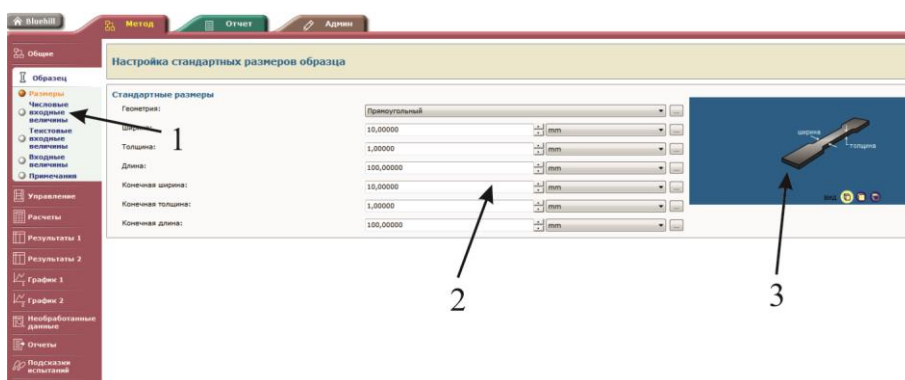 Bluehill
Метод
Отчет
Админ
Общие
Образец
Размеры
Числовые
входные
величины
Текстовые
входные
величины
Входные
величины
Примечания
Управление
Расчеты
Результаты 1
Результаты 2
График 1
График 2
Необработанные
данные
Отчеты
Подсказки
испытаний
Настройка стандартных размеров образца
Стандартные размеры
Геометрия: Прямоугольный ...
Ширина: 10,00000 mm ...
Толщина: 1,00000 mm ...
Длина: 100,00000 mm ...
Конечная ширина: 10,00000 mm ...
Конечная толщина: 1,00000 mm ...
Конечная длина: 100,00000 mm ...
ширина
толщина
вид
1
2
3